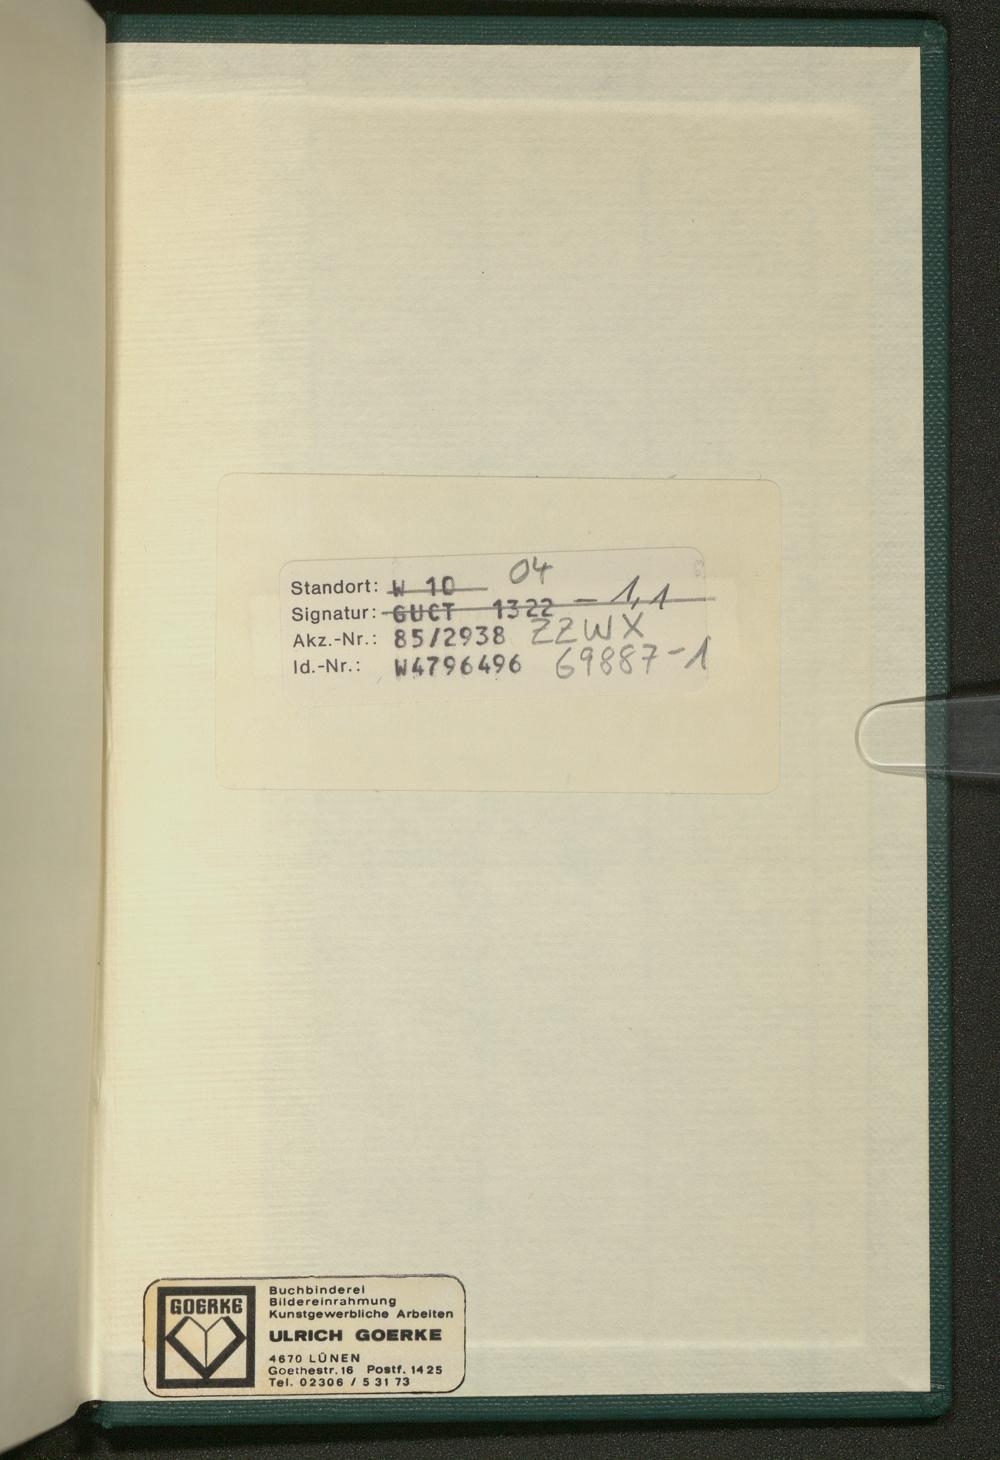 Standort: W 10 04
Signatur: GUCT 1322 - 1,1
Akz.-Nr.: 85/2938 ZZWX
Id.-Nr.: W4796496 69887-1
GOERKE
Buchbinderei
Bildereinrahmung
Kunstgewerbliche Arbeiten
ULRICH GOERKE
4670 LÜNEN
Goethestr. 16 Postf. 1425
Tel. 02306 / 5 31 73